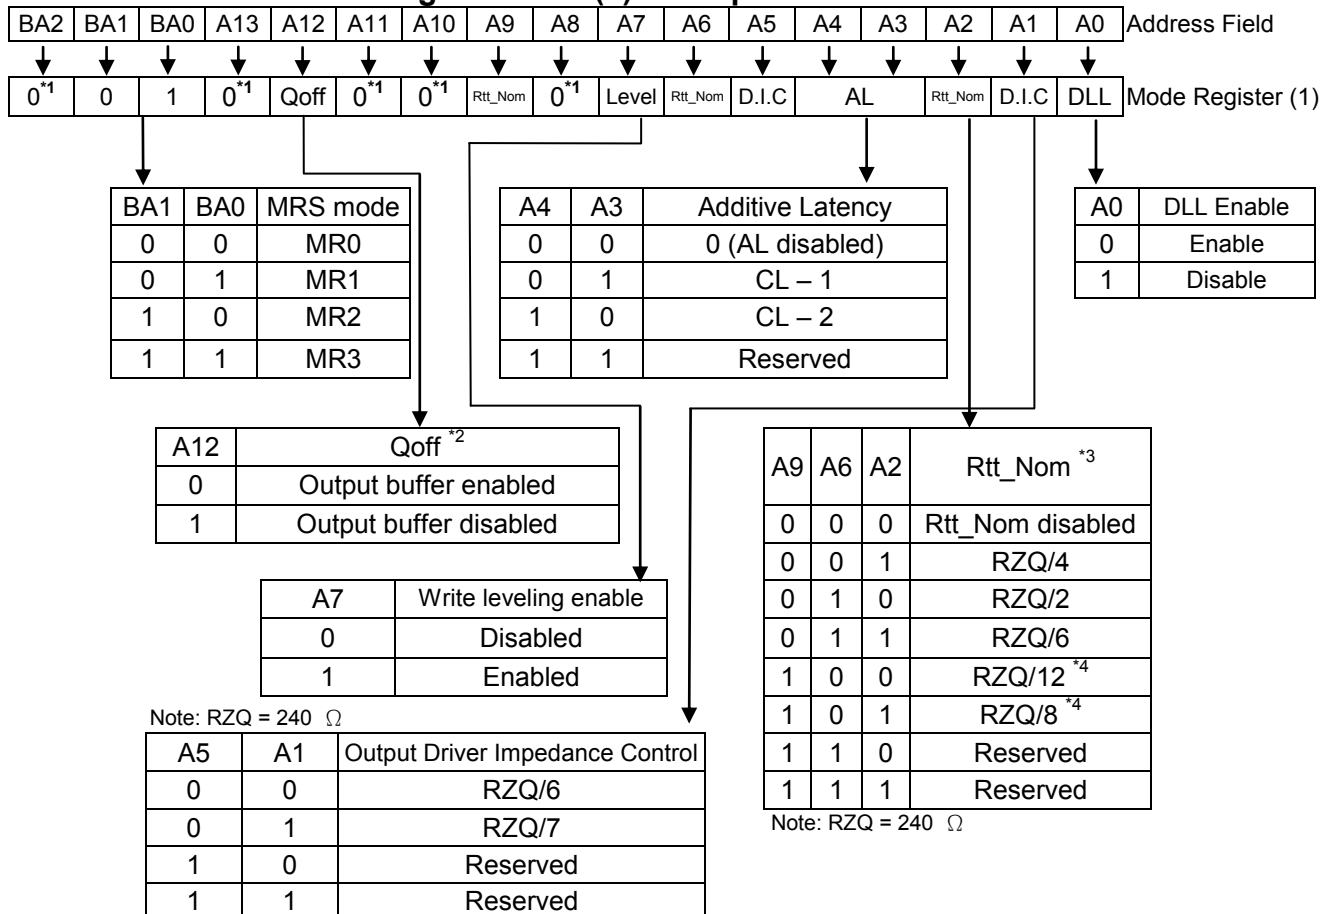 BA2 BA1 BA0 A13 A12 A11 A10 A9 A8 A7 A6 A5 A4 A3 A2 A1 A0 Address Field
0*1 0 1 0*1 Qoff 0*1 0*1 Rtt_Nom 0*1 Level Rtt_Nom D.I.C AL Rtt_Nom D.I.C DLL Mode Register (1)
BA1 BA0 MRS mode
0 0 MR0
0 1 MR1
1 0 MR2
1 1 MR3
A4 A3 Additive Latency
0 0 0 (AL disabled)
0 1 CL – 1
1 0 CL – 2
1 1 Reserved
A0 DLL Enable
0 Enable
1 Disable
A12 Qoff *2
0 Output buffer enabled
1 Output buffer disabled
A9 A6 A2 Rtt_Nom *3
0 0 0 Rtt_Nom disabled
0 0 1 RZQ/4
0 1 0 RZQ/2
0 1 1 RZQ/6
1 0 0 RZQ/12 *4
1 0 1 RZQ/8 *4
1 1 0 Reserved
1 1 1 Reserved
Note: RZQ = 240 Ω
A7 Write leveling enable
0 Disabled
1 Enabled
Note: RZQ = 240 Ω
A5 A1 Output Driver Impedance Control
0 0 RZQ/6
0 1 RZQ/7
1 0 Reserved
1 1 Reserved